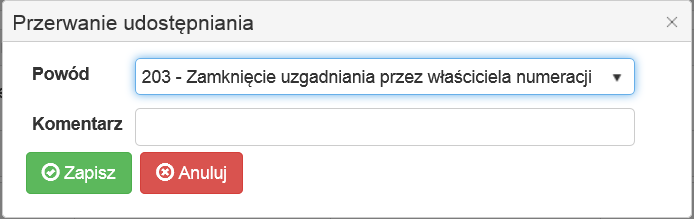 Przerwanie udostępniania ×
Powód 203 - Zamknięcie uzgadniania przez właściciela numeracji
Komentarz
Zapisz Anuluj